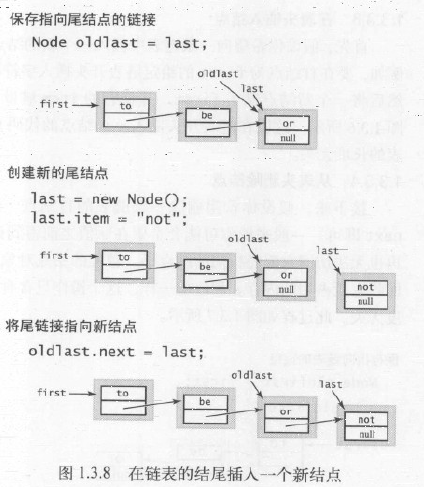 保存指向尾结点的链接
Node oldlast = last;
oldlast
last
first
to
be
or
null
创建新的尾结点
last = new Node();
last.item = "not";
oldlast
last
first
to
be
or
null
not
null
将尾链接指向新结点
oldlast.next = last;
oldlast
last
first
to
be
or
not
null
图 1.3.8 在链表的结尾插入一个新结点